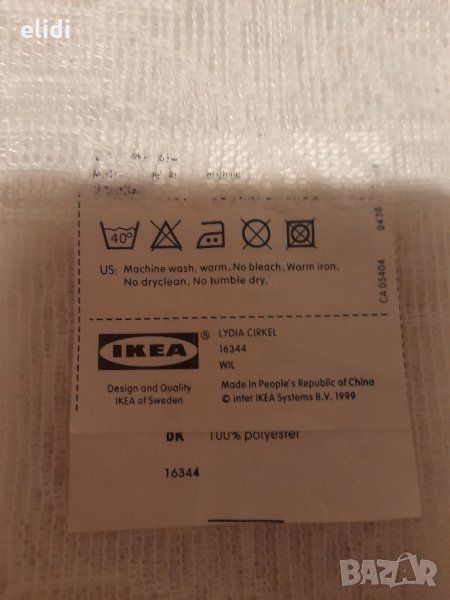 elidi
40°
US: Machine wash, warm. No bleach. Warm iron.
No dryclean. No tumble dry.
CA 05404 0436
IKEA ®
Design and Quality
IKEA of Sweden
LYDIA CIRKEL
16344
WIL
Made in People's Republic of China
© Inter IKEA Systems B.V. 1999
DK 100% polyester
16344
BAZAR